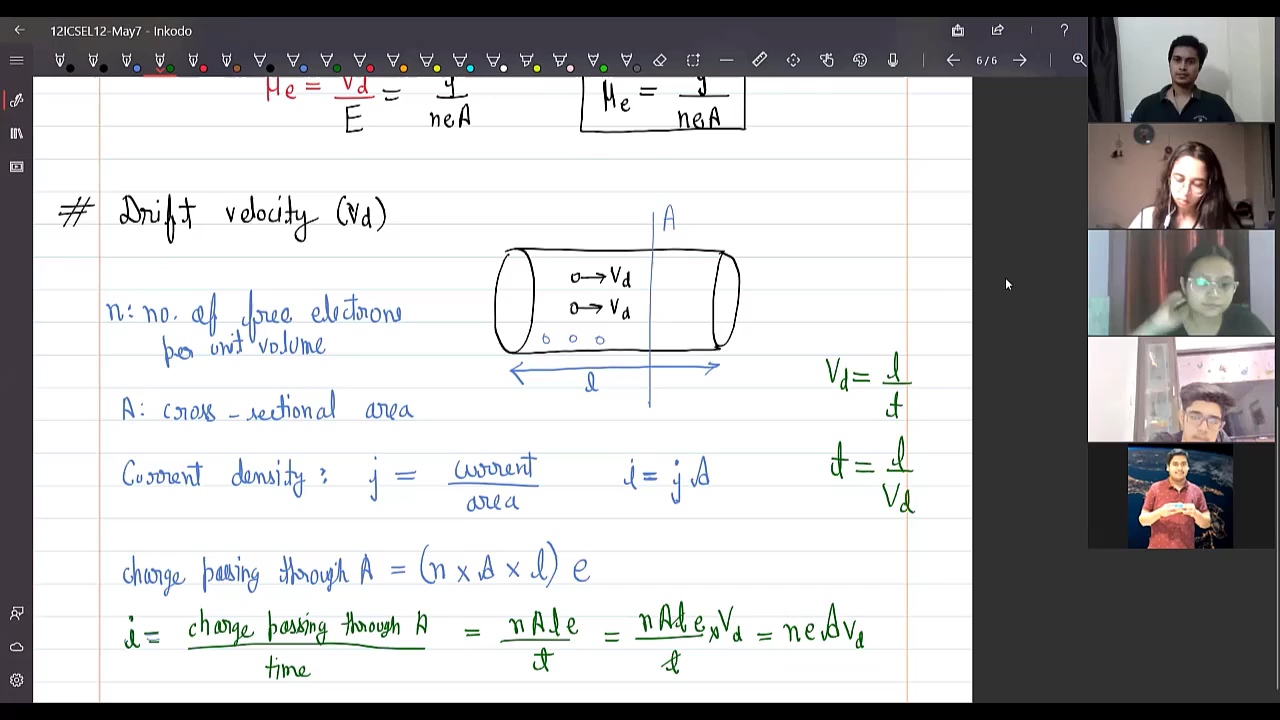 12ICSEL12-May7 - Inkodo
6/6
μe = Vd/E = y/neA
μe = y/neA
# Drift velocity (Vd)
A
→Vd
→Vd
l
n: no. of free electrons
per unit volume
A: cross-sectional area
Vd = l/t
t = l/Vd
Current density: j = current/area i = jA
charge passing through A = (n × A × l) e
i = charge passing through A/time = nAle/t = nAle/l × Vd = neAvd